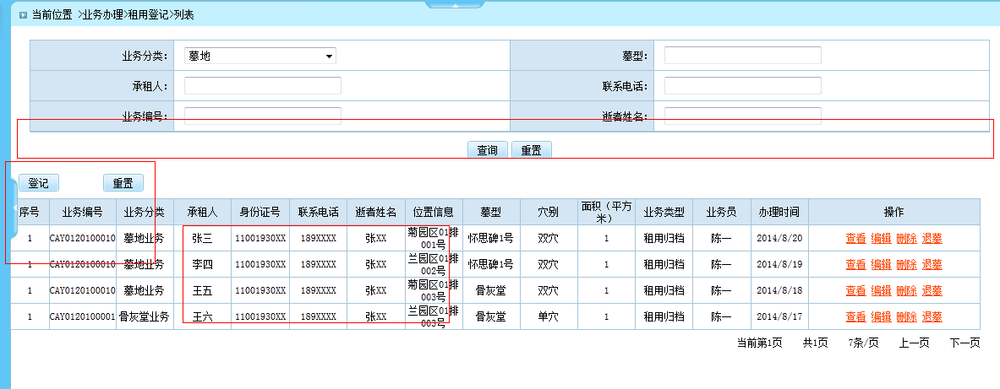 当前位置 >业务办理>租用登记>列表
业务分类: 墓地 墓型:
承租人: 联系电话:
业务编号: 逝者姓名:
查询 重置
登记 重置
序号 业务编号 业务分类 承租人 身份证号 联系电话 逝者姓名 位置信息 墓型 穴别 面积（平方米） 业务类型 业务员 办理时间 操作
1 CAY0120100010 墓地业务 张三 11001930XX 189XXXX 张XX 菊园区01排001号 怀思碑1号 双穴 1 租用归档 陈一 2014/8/20 查看 编辑 删除 退墓
1 CAY0120100010 墓地业务 李四 11001930XX 189XXXX 张XX 兰园区01排002号 怀思碑1号 双穴 1 租用归档 陈一 2014/8/19 查看 编辑 删除 退墓
1 CAY0120100010 墓地业务 王五 11001930XX 189XXXX 张XX 菊园区01排003号 骨灰堂 双穴 1 租用归档 陈一 2014/8/18 查看 编辑 删除 退墓
1 CAY0120100001 骨灰堂业务 王六 11001930XX 189XXXX 张XX 兰园区01排003号 骨灰堂 单穴 1 租用归档 陈一 2014/8/17 查看 编辑 删除 退墓
当前第1页 共1页 7条/页 上一页 下一页